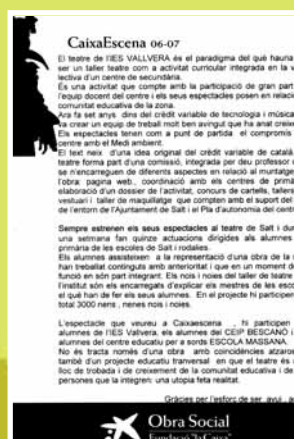 CaixaEscena 06-07
El teatre de l'IES VALLVERA és el paradigma del què hauria
ser un taller teatre com a activitat curricular integrada en la v
lectiva d'un centre de secundària.
És una activitat que compte amb la participació de gran part
l'equip docent del centre i els seus espectacles posen en relació
comunitat educativa de la zona.
Ara fa set anys dins del crèdit variable de tecnologia i música
va crear un equip de treball molt ben avingut que ha anat creixe
Els espectacles tenen com a punt de partida el compromís
centre amb el Medi ambient.
El text neix d'una idea original del crèdit variable de català.
teatre forma part d'una comissió, integrada per deu professor
se n'encarreguen de diferents aspectes en relació al muntatge
l'obra: pagina web, coordinació amb els centres de primà
elaboració d'un dossier de l'activitat, concurs de cartells, tallers
vestuari i taller de maquillatge que compten amb el suport del
de l'entorn de l'Ajuntament de Salt i el Pla d'autonomia del centr
Sempre estrenen els seus espectacles al teatre de Salt i dur
una setmana fan quinze actuacions dirigides als alumnes
primària de les escoles de Salt i rodalies.
Els alumnes assisteixen a la representació d'una obra de la
han treballat continguts amb anterioritat i que en un moment d
funció en són part integrant. Els nois i noies del taller de teatre
l'institut són els encarregats d'explicar els mestres de les esco
el què han de fer els seus alumnes. En el projecte hi participen
total 3000 nens, nenes nois i noies.
L'espectacle que veureu a Caixaescena hi participen
alumnes de l'IES Vallvera, els alumnes del CEIP BESCANÓ i
alumnes del centre educatiu per a sords ESCOLA MASSANA.
No és tracta només d'una obra amb coincidències atzaroses
també d'un projecte educatiu tranversal en que el teatre és
lloc de trobada i de creixement de la comunitat educativa i de
persones que la integren: una utopia feta realitat.
Gràcies per l'esforç de ser avui
Obra Social
Fundació "la Caixa"